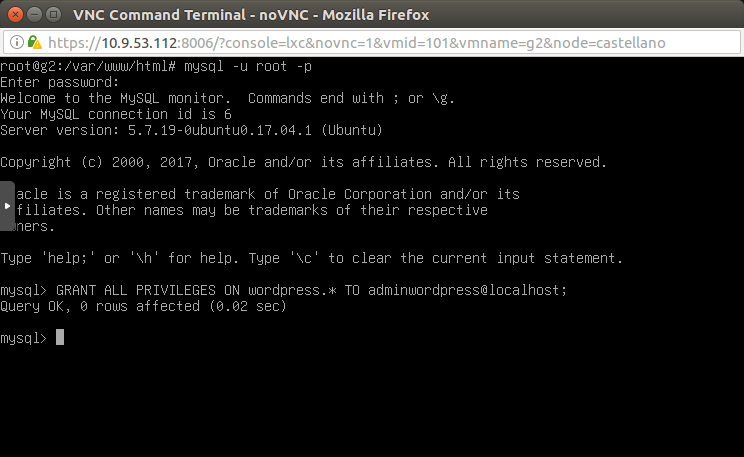 VNC Command Terminal - noVNC - Mozilla Firefox
https://10.9.53.112:8006/?console=lxc&novnc=1&vmid=101&vmname=g2&node=castellano
root@g2:/var/www/html# mysql -u root -p
Enter password:
Welcome to the MySQL monitor.  Commands end with ; or \g.
Your MySQL connection id is 6
Server version: 5.7.19-0ubuntu0.17.04.1 (Ubuntu)
Copyright (c) 2000, 2017, Oracle and/or its affiliates. All rights reserved.
acle is a registered trademark of Oracle Corporation and/or its
filiates. Other names may be trademarks of their respective
ners.
Type 'help;' or '\h' for help. Type '\c' to clear the current input statement.
mysql> GRANT ALL PRIVILEGES ON wordpress.* TO adminwordpress@localhost;
Query OK, 0 rows affected (0.02 sec)
mysql>